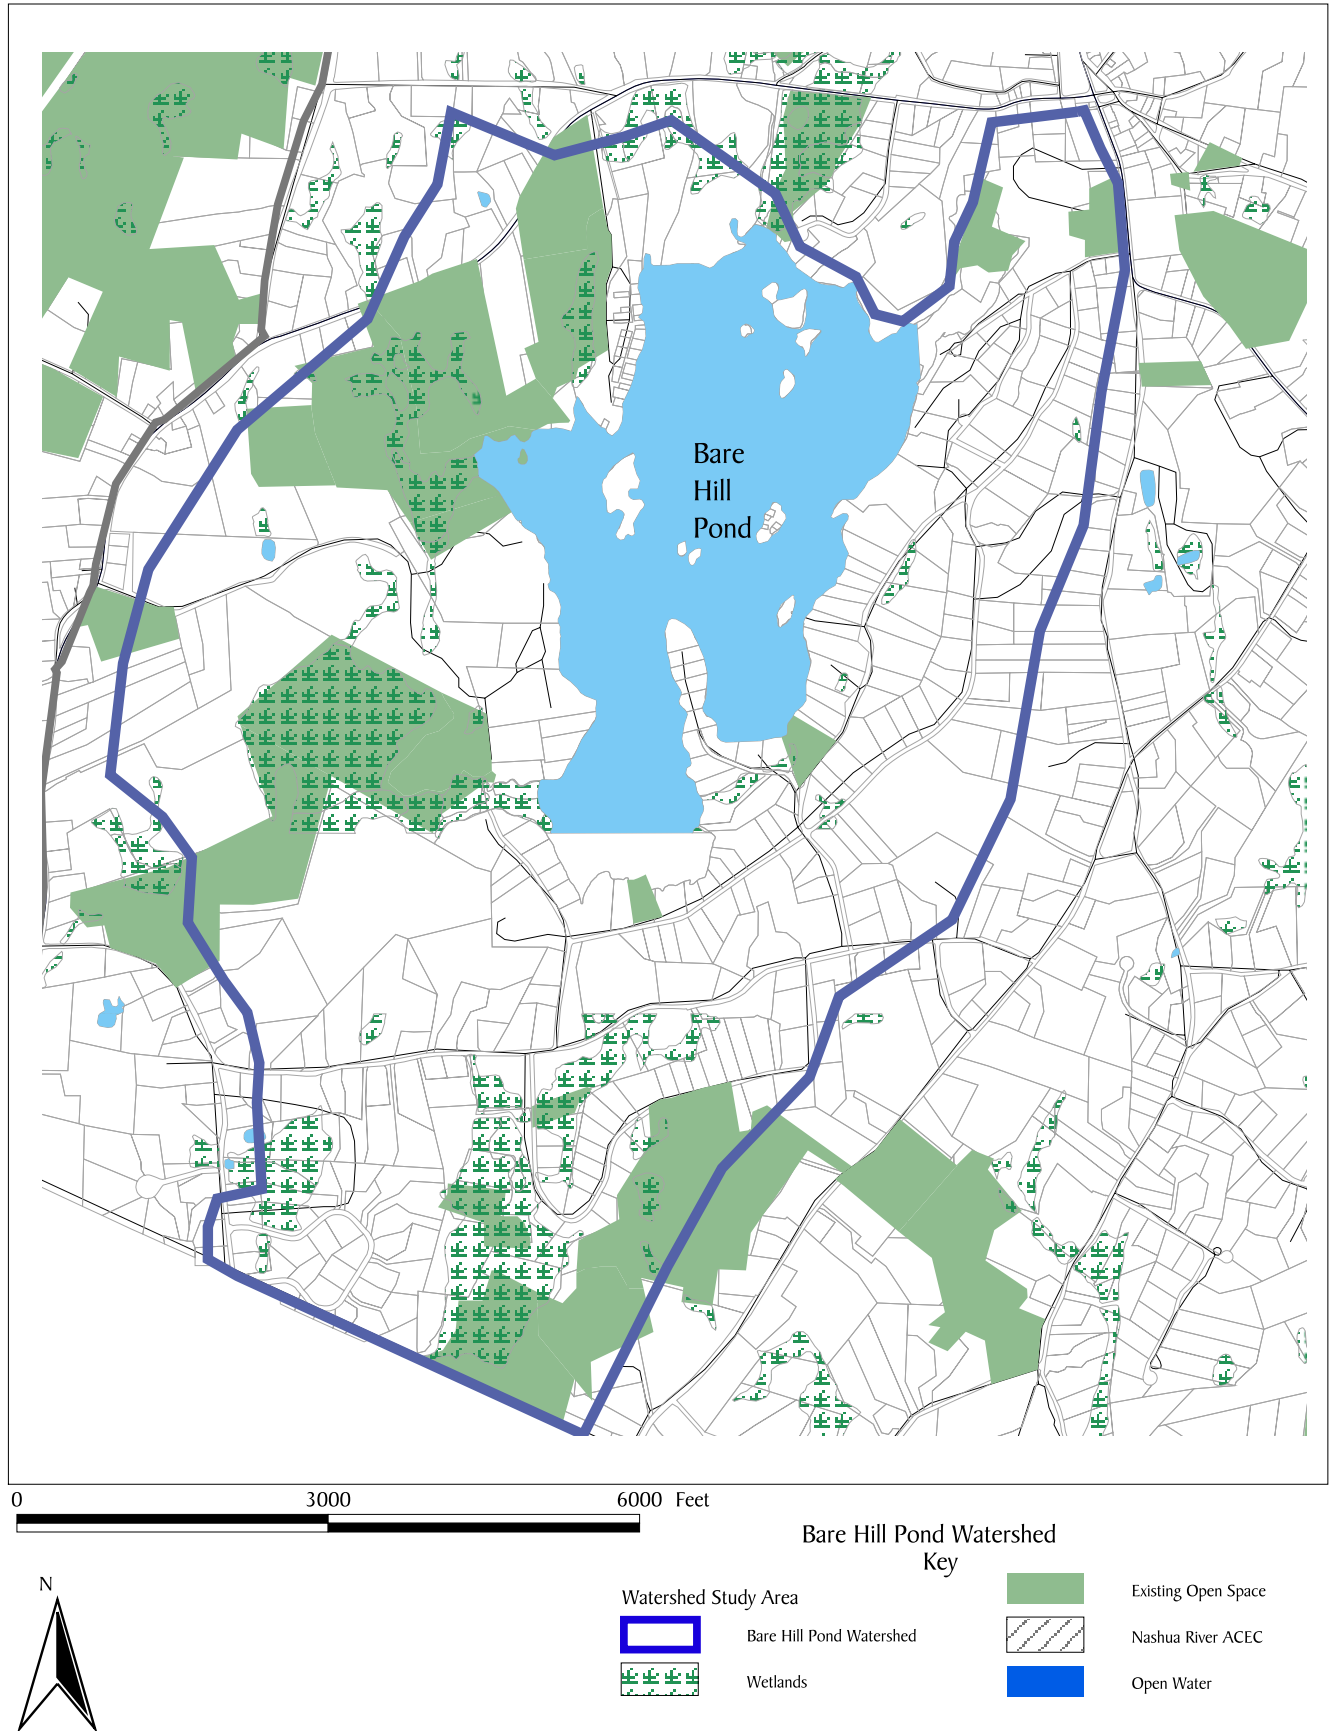 Bare
Hill
Pond
0 3000 6000 Feet
Bare Hill Pond Watershed
Key
N
Watershed Study Area
Bare Hill Pond Watershed
Wetlands
Existing Open Space
Nashua River ACEC
Open Water